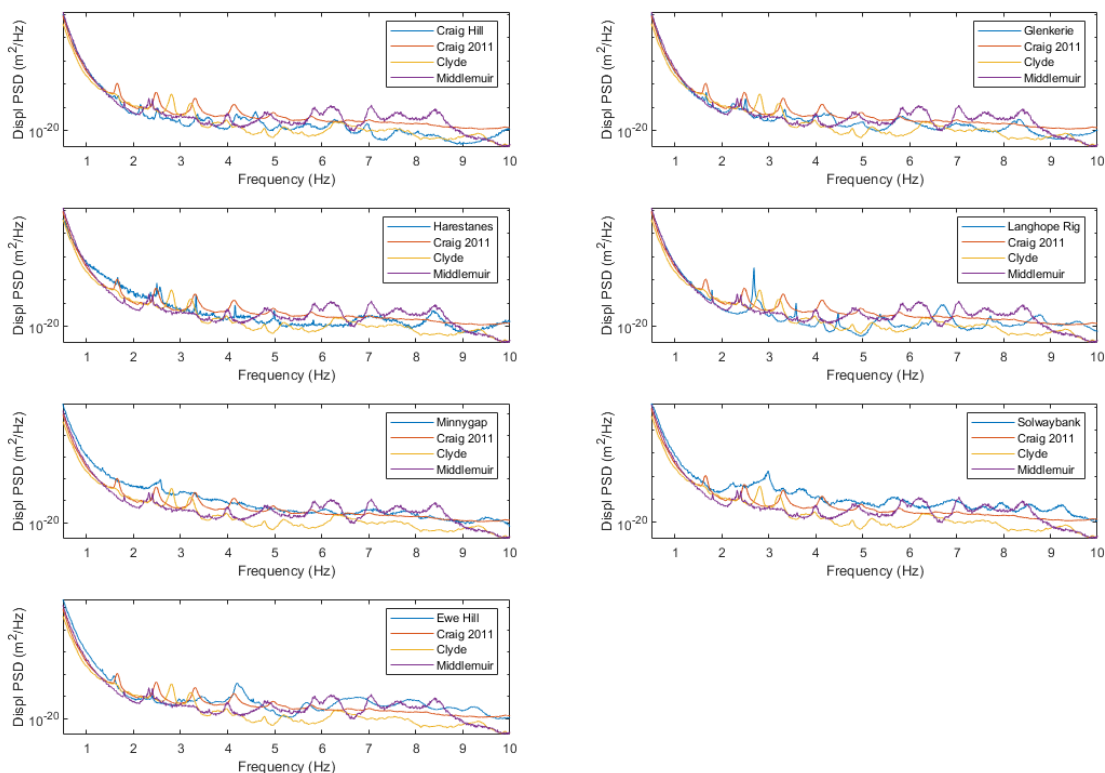 Displ PSD (m²/Hz)
10⁻²⁰
Craig Hill
Craig 2011
Clyde
Middlemuir
1 2 3 4 5 6 7 8 9 10
Frequency (Hz)
Displ PSD (m²/Hz)
10⁻²⁰
Glenkerie
Craig 2011
Clyde
Middlemuir
1 2 3 4 5 6 7 8 9 10
Frequency (Hz)
Displ PSD (m²/Hz)
10⁻²⁰
Harestanes
Craig 2011
Clyde
Middlemuir
1 2 3 4 5 6 7 8 9 10
Frequency (Hz)
Displ PSD (m²/Hz)
10⁻²⁰
Langhope Rig
Craig 2011
Clyde
Middlemuir
1 2 3 4 5 6 7 8 9 10
Frequency (Hz)
Displ PSD (m²/Hz)
10⁻²⁰
Minnygap
Craig 2011
Clyde
Middlemuir
1 2 3 4 5 6 7 8 9 10
Frequency (Hz)
Displ PSD (m²/Hz)
10⁻²⁰
Solwaybank
Craig 2011
Clyde
Middlemuir
1 2 3 4 5 6 7 8 9 10
Frequency (Hz)
Displ PSD (m²/Hz)
10⁻²⁰
Ewe Hill
Craig 2011
Clyde
Middlemuir
1 2 3 4 5 6 7 8 9 10
Frequency (Hz)